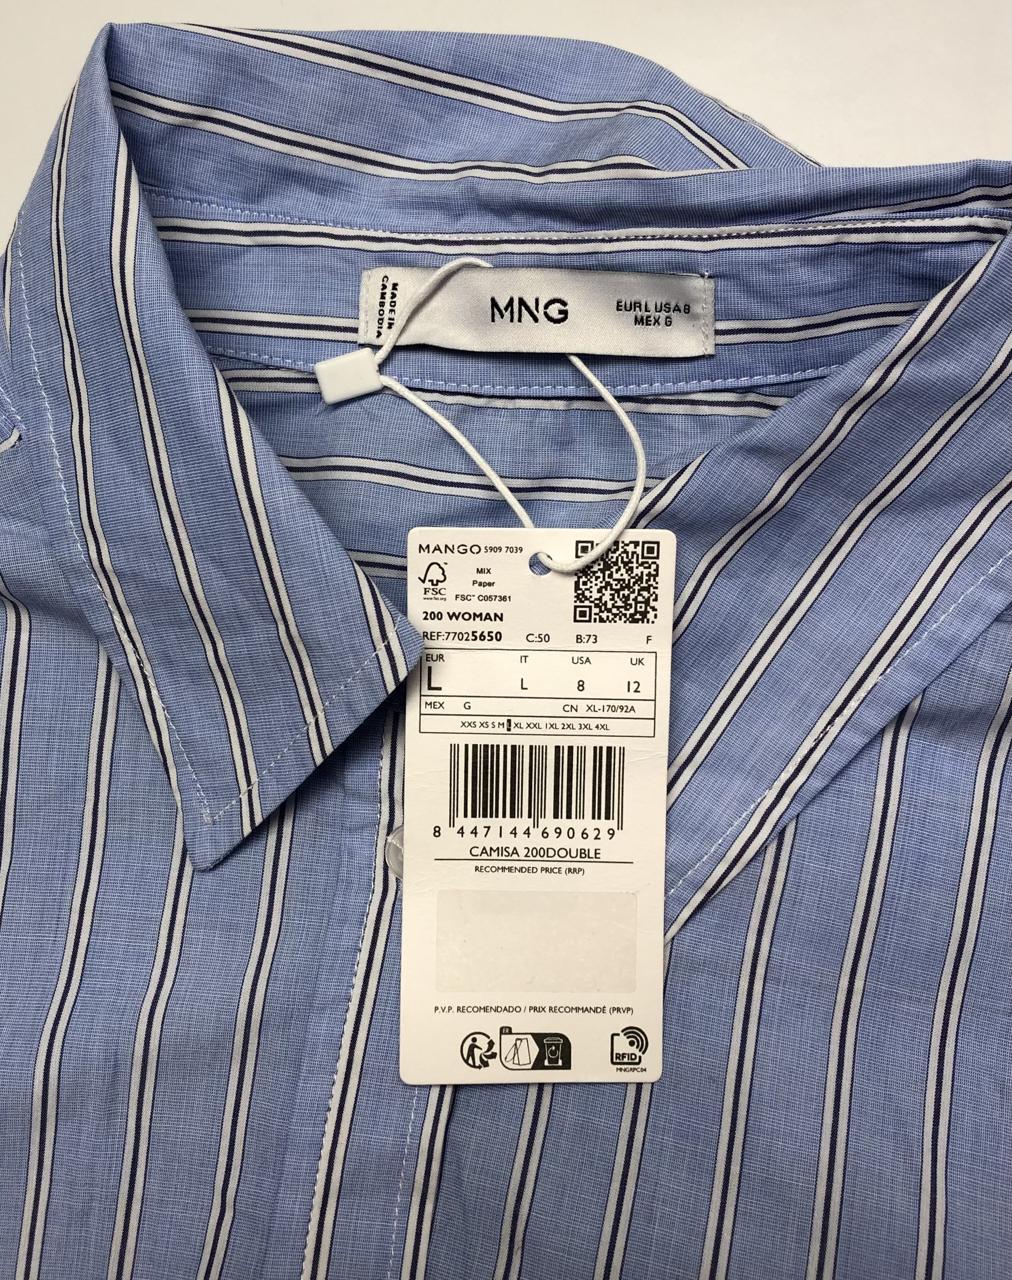 MADE IN
CAMBODIA
MNG
EUR L USA 8
MEX G
MANGO 5909 7039
MIX
Paper
FSC™ C057361
FSC
www.fsc.org
200 WOMAN
REF:77025650 C:50 B:73 F
EUR IT USA UK
L L 8 12
MEX G CN XL-170/92A
XXS XS S M L XL XXL 1XL 2XL 3XL 4XL
8 447144 690629
CAMISA 200DOUBLE
RECOMMENDED PRICE (RRP)
P.V.P. RECOMENDADO / PRIX RECOMMANDÉ (PRVP)
FR
RFID
MNGRPC04